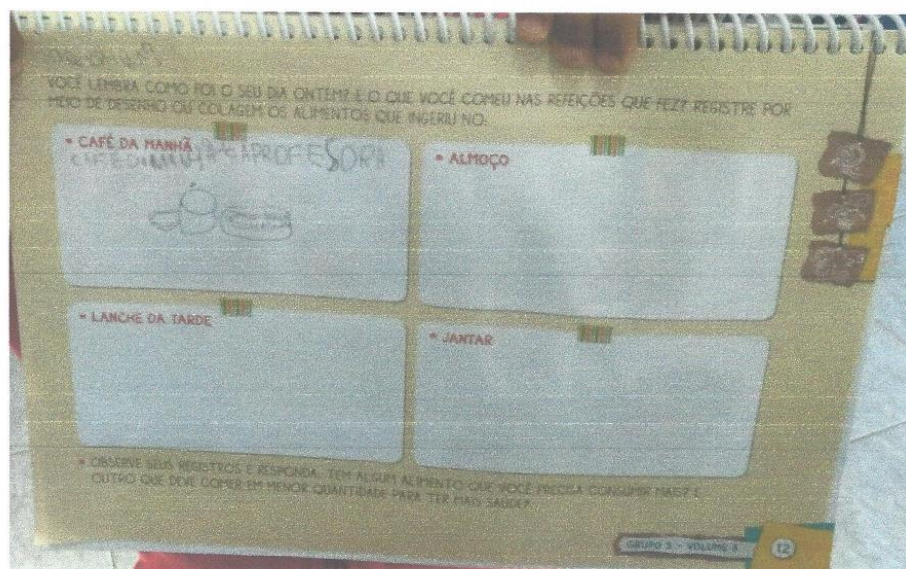 VOCÊ LEMBRA COMO FOI O SEU DIA ONTEM? E O QUE VOCÊ COMEU NAS REFEIÇÕES QUE FEZ? REGISTRE POR
MEIO DE DESENHO OU COLAGEM OS ALIMENTOS QUE INGERIU NO:
• CAFÉ DA MANHÃ
APROFESSORA
• ALMOÇO
• LANCHE DA TARDE
• JANTAR
• OBSERVE SEUS REGISTROS E RESPONDA: TEM ALGUM ALIMENTO QUE VOCÊ PRECISA CONSUMIR MAIS? E
OUTRO QUE DEVE COMER EM MENOR QUANTIDADE PARA TER MAIS SAÚDE?
GRUPO 5 - VOLUME
12